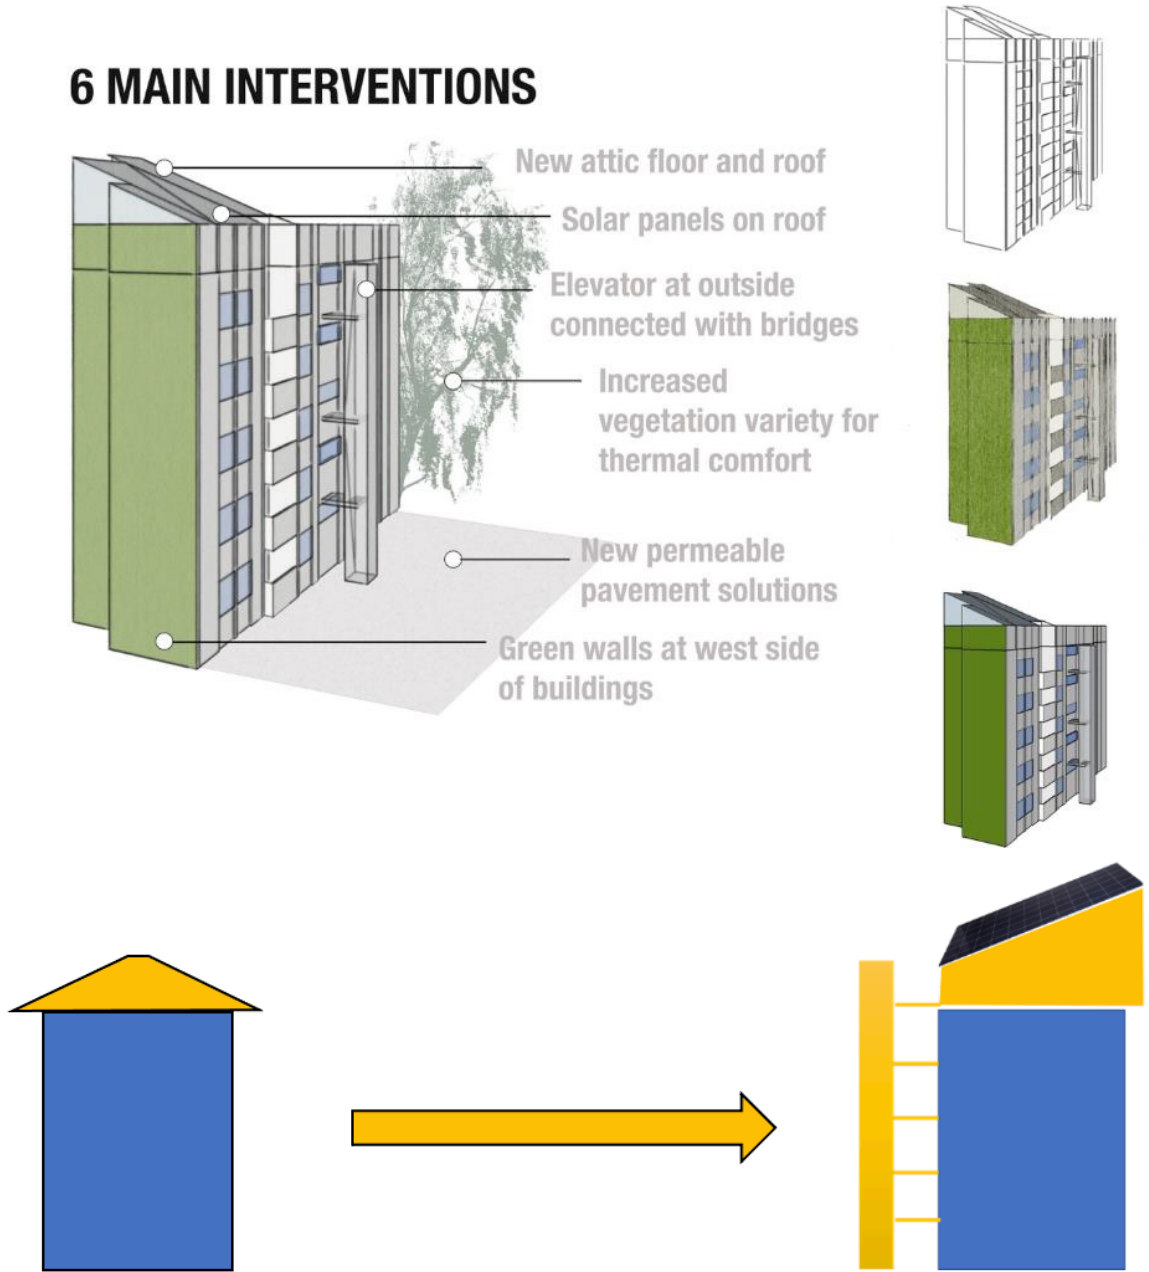 6 MAIN INTERVENTIONS
New attic floor and roof
Solar panels on roof
Elevator at outside
connected with bridges
Increased
vegetation variety for
thermal comfort
New permeable
pavement solutions
Green walls at west side
of buildings